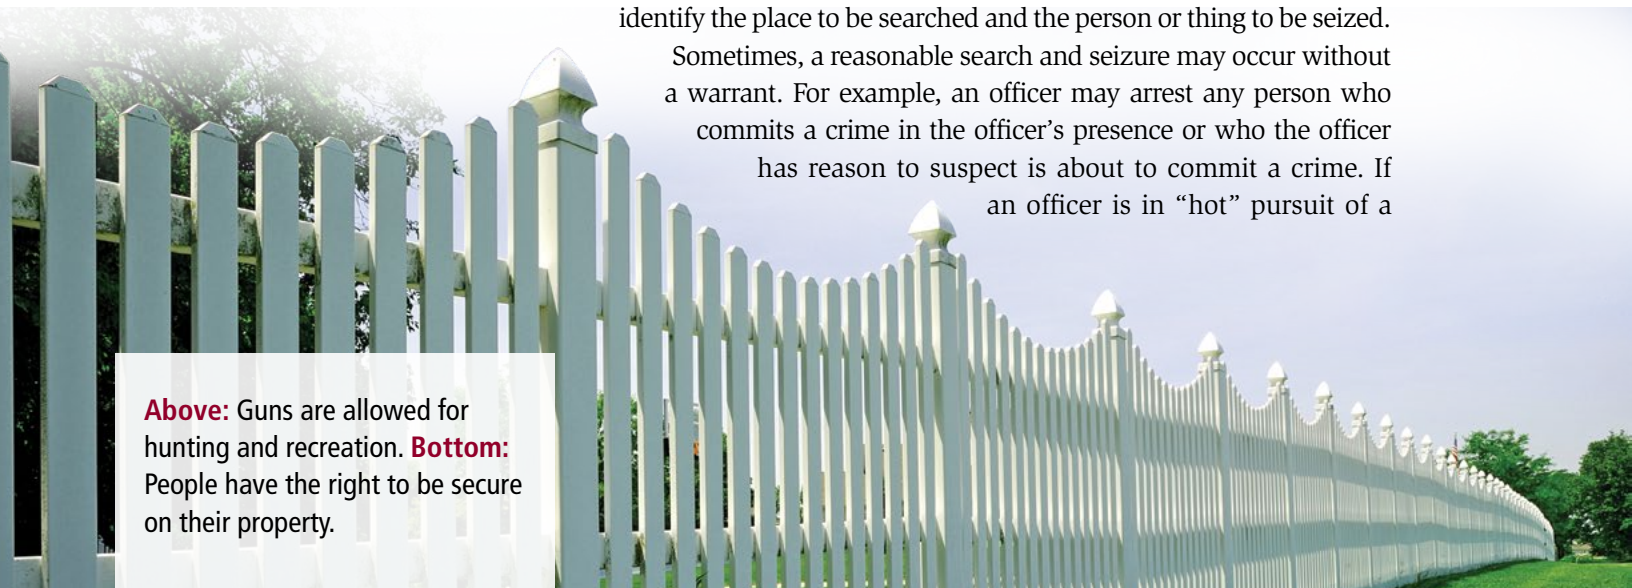 identify the place to be searched and the person or thing to be seized.
Sometimes, a reasonable search and seizure may occur without
a warrant. For example, an officer may arrest any person who
commits a crime in the officer’s presence or who the officer
has reason to suspect is about to commit a crime. If
an officer is in “hot” pursuit of a
Above: Guns are allowed for
hunting and recreation. Bottom:
People have the right to be secure
on their property.